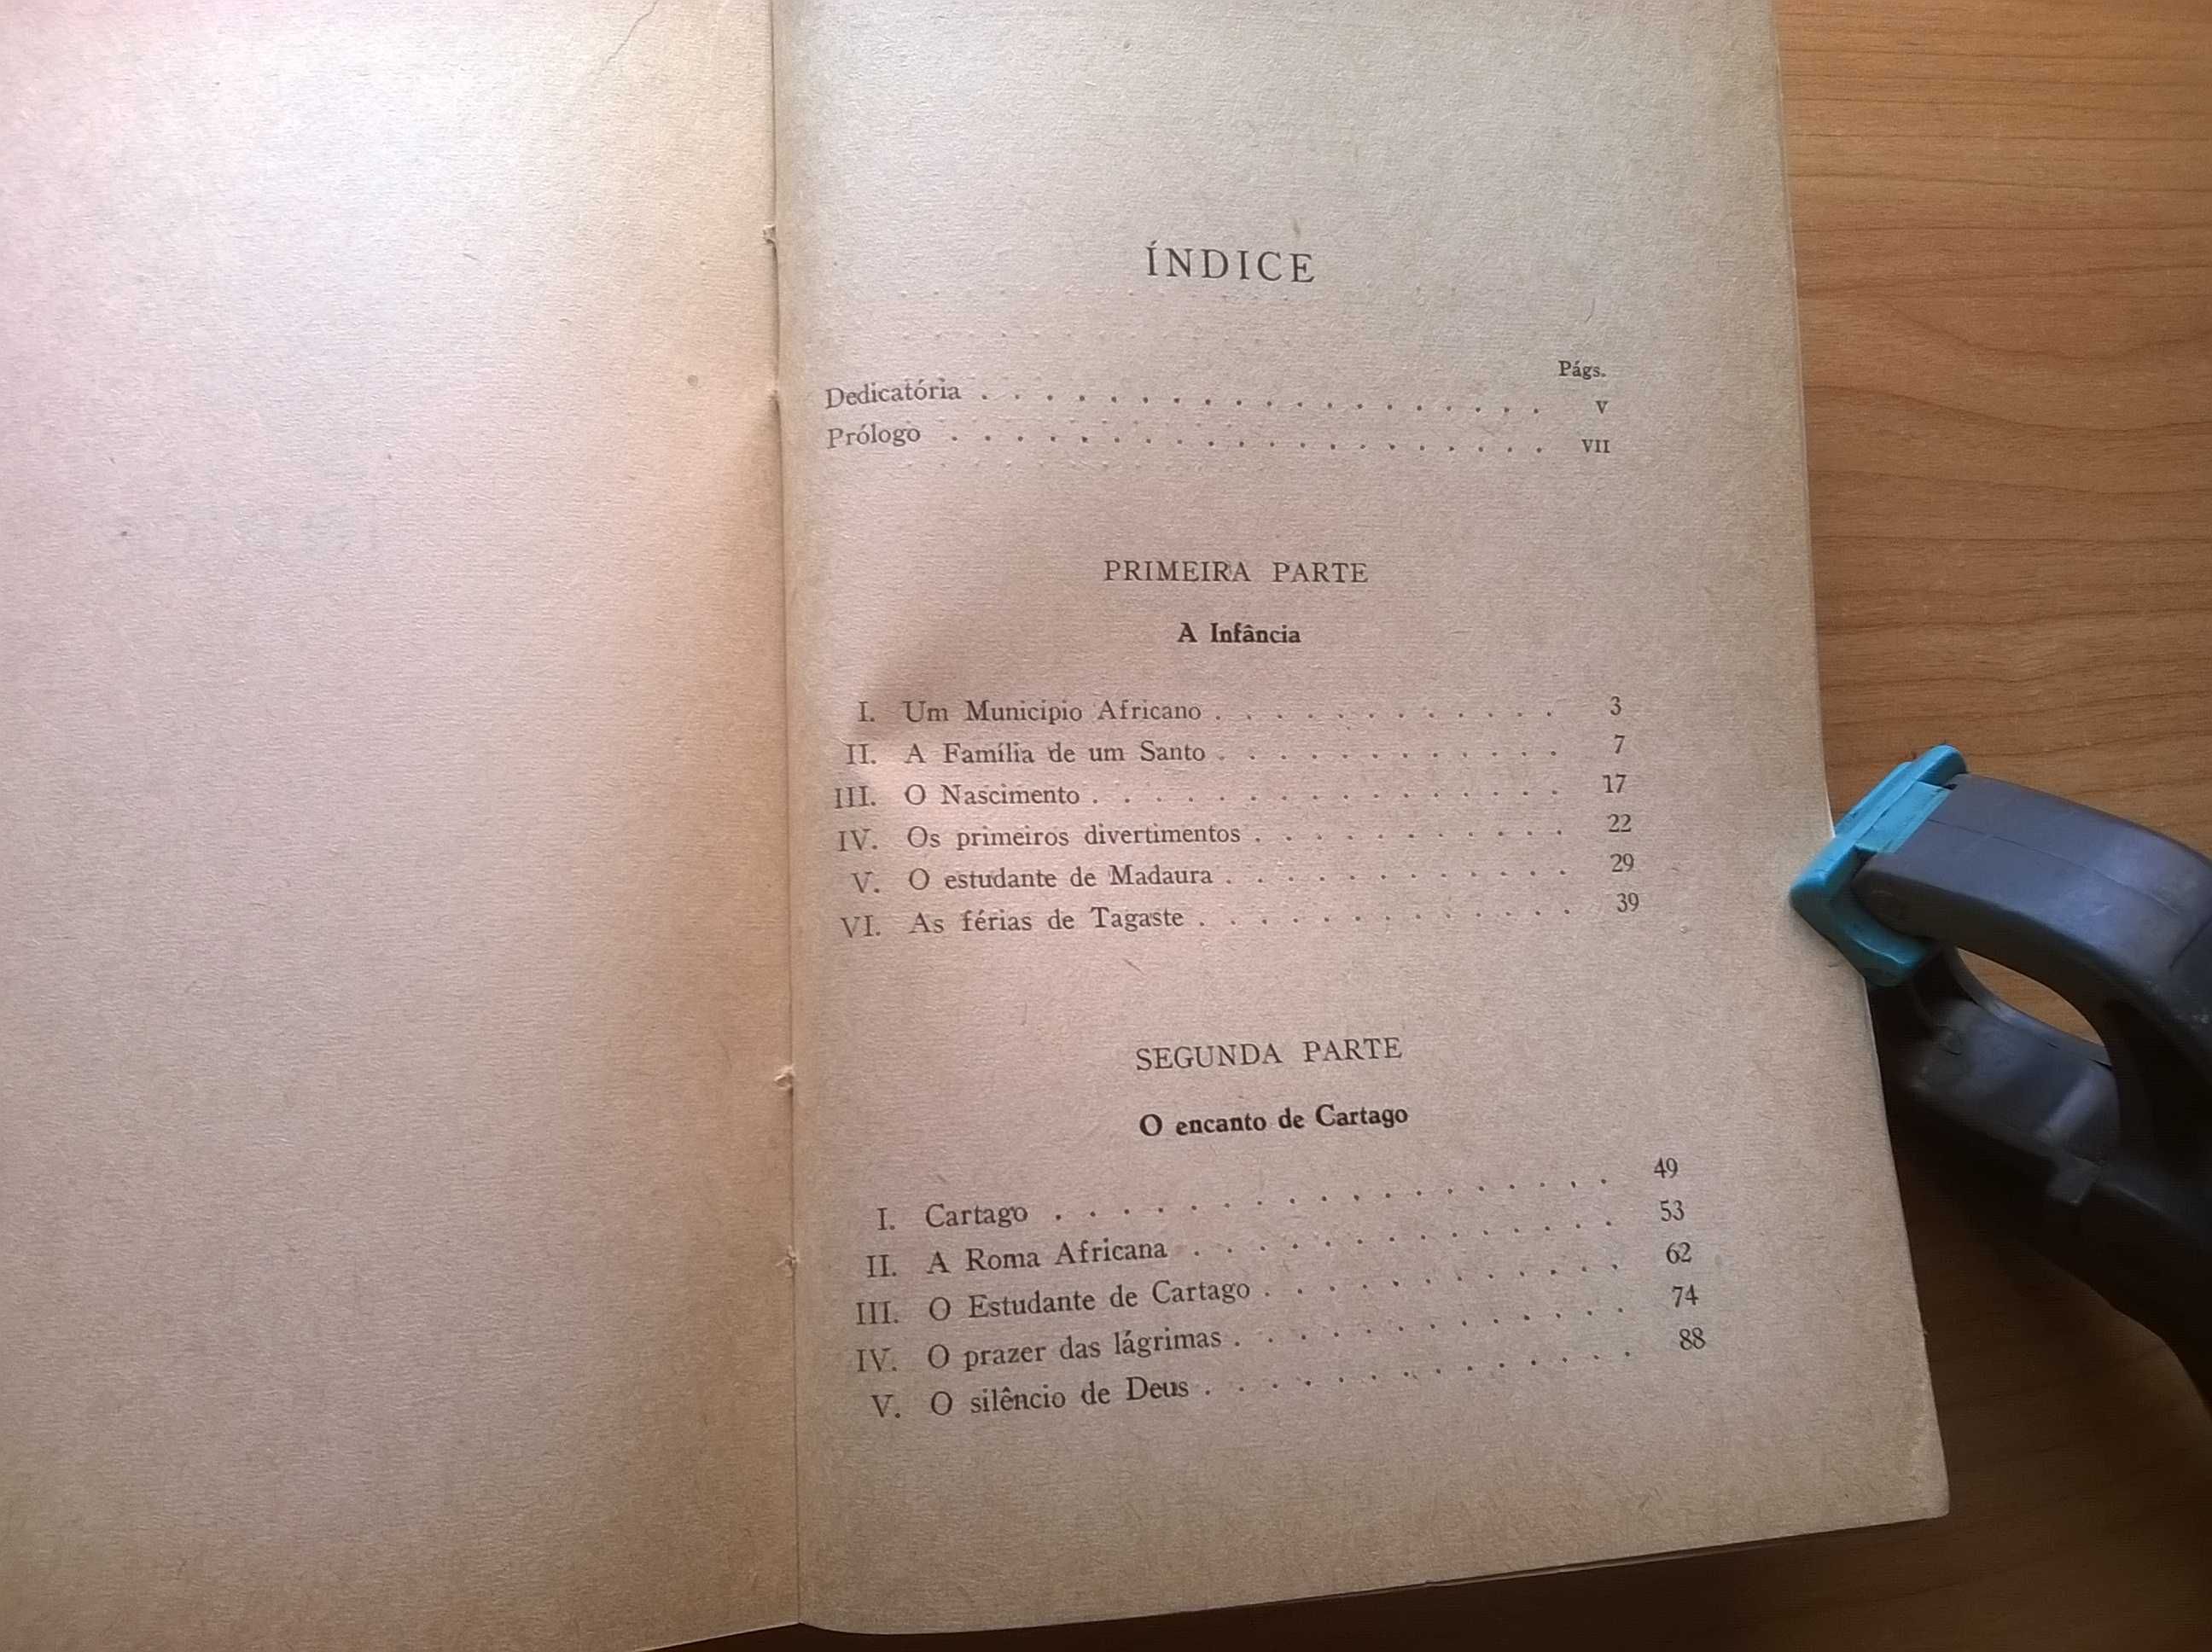 ÍNDICE
Págs.
Dedicatória . . . . . . . . . . . . . . . . . . V
Prólogo . . . . . . . . . . . . . . . . . . . VII
PRIMEIRA PARTE
A Infância
I. Um Município Africano . . . . . . . . . . . . 3
II. A Família de um Santo . . . . . . . . . . . . 7
III. O Nascimento . . . . . . . . . . . . . . . . 17
IV. Os primeiros divertimentos . . . . . . . . . . . 22
V. O estudante de Madaura . . . . . . . . . . . . 29
VI. As férias de Tagaste . . . . . . . . . . . . . 39
SEGUNDA PARTE
O encanto de Cartago
I. Cartago . . . . . . . . . . . . . . . . . . 49
II. A Roma Africana . . . . . . . . . . . . . . 53
III. O Estudante de Cartago . . . . . . . . . . . . 62
IV. O prazer das lágrimas . . . . . . . . . . . . . 74
V. O silêncio de Deus . . . . . . . . . . . . . . 88